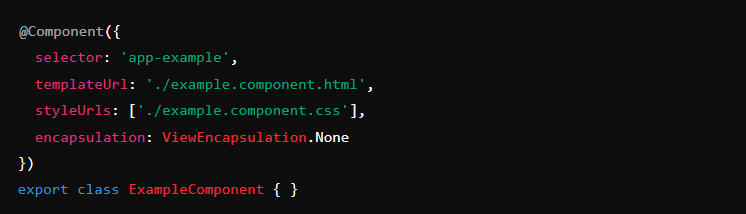 @Component({
  selector: 'app-example',
  templateUrl: './example.component.html',
  styleUrls: ['./example.component.css'],
  encapsulation: ViewEncapsulation.None
})
export class ExampleComponent { }